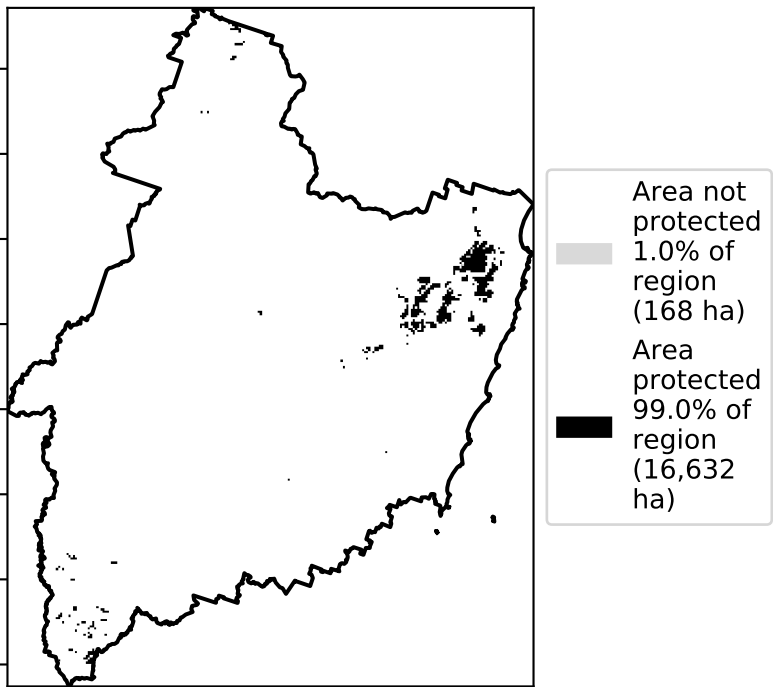 Area not
protected
1.0% of
region
(168 ha)
Area
protected
99.0% of
region
(16,632
ha)